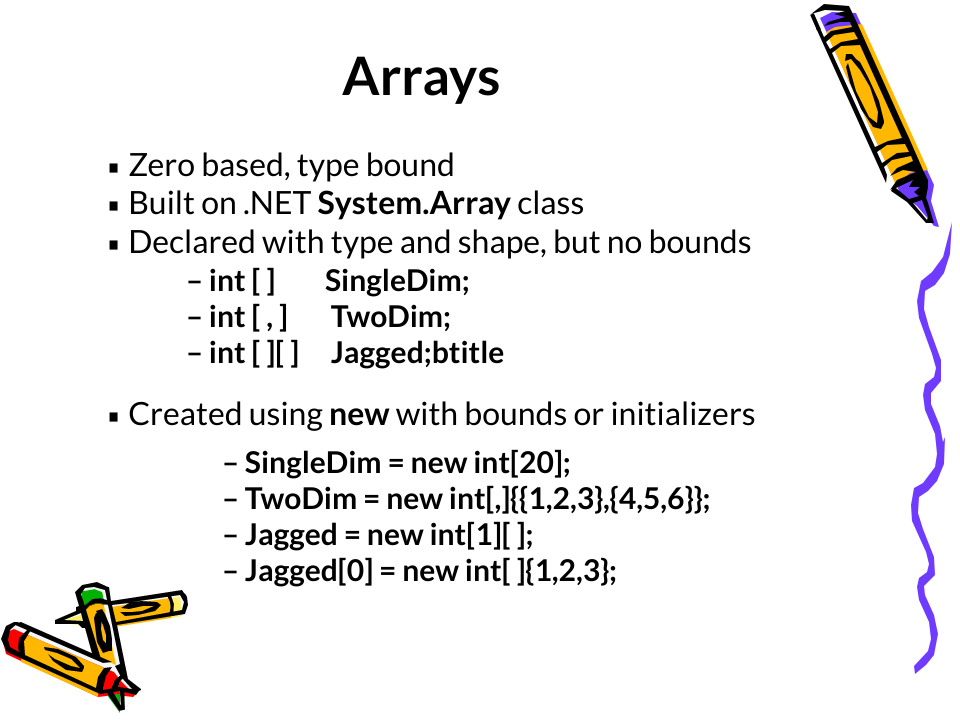 Arrays
▪ Zero based, type bound
▪ Built on .NET System.Array class
▪ Declared with type and shape, but no bounds
– int [ ] SingleDim;
– int [ , ] TwoDim;
– int [ ][ ] Jagged;btitle
▪ Created using new with bounds or initializers
– SingleDim = new int[20];
– TwoDim = new int[,]{{1,2,3},{4,5,6}};
– Jagged = new int[1][ ];
– Jagged[0] = new int[ ]{1,2,3};